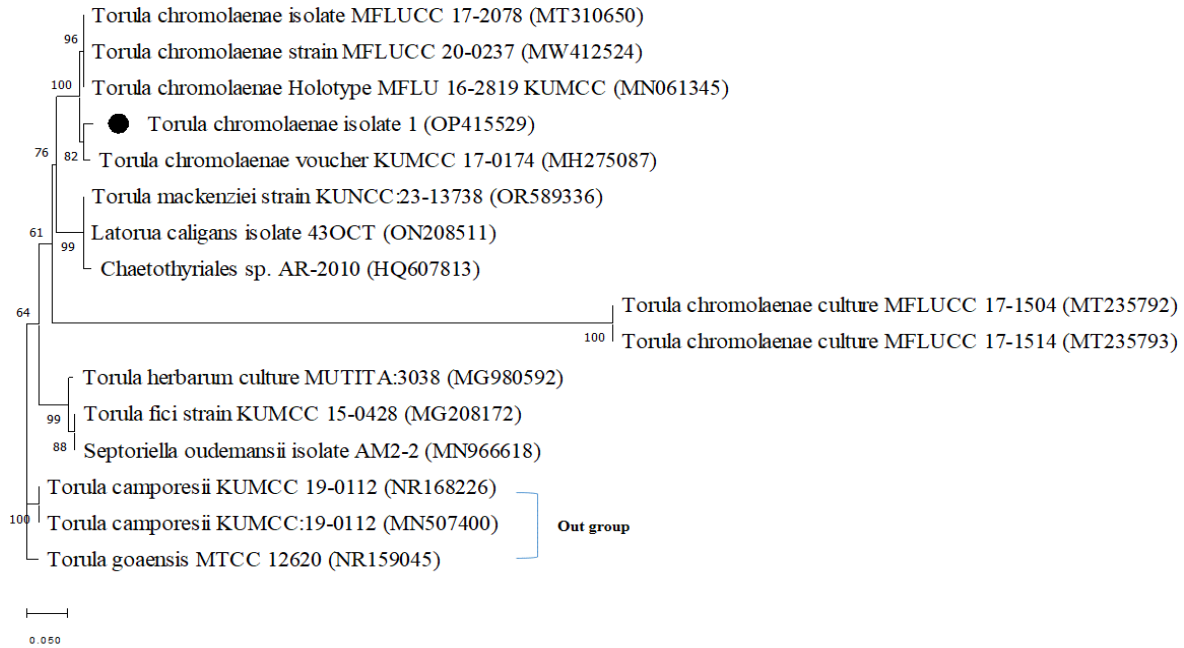 Torula chromolaenae isolate MFLUCC 17-2078 (MT310650)
96
Torula chromolaenae strain MFLUCC 20-0237 (MW412524)
100
Torula chromolaenae Holotype MFLU 16-2819 KUMCC (MN061345)
Torula chromolaenae isolate 1 (OP415529)
76
82
Torula chromolaenae voucher KUMCC 17-0174 (MH275087)
Torula mackenziei strain KUNCC:23-13738 (OR589336)
61
Latorua caligans isolate 43OCT (ON208511)
99
Chaetothyriales sp. AR-2010 (HQ607813)
Torula chromolaenae culture MFLUCC 17-1504 (MT235792)
64
100
Torula chromolaenae culture MFLUCC 17-1514 (MT235793)
Torula herbarum culture MUTITA:3038 (MG980592)
99
Torula fici strain KUMCC 15-0428 (MG208172)
88
Septoriella oudemansii isolate AM2-2 (MN966618)
Torula camporesii KUMCC 19-0112 (NR168226)
100
Torula camporesii KUMCC:19-0112 (MN507400)
Out group
Torula goaensis MTCC 12620 (NR159045)
0.050